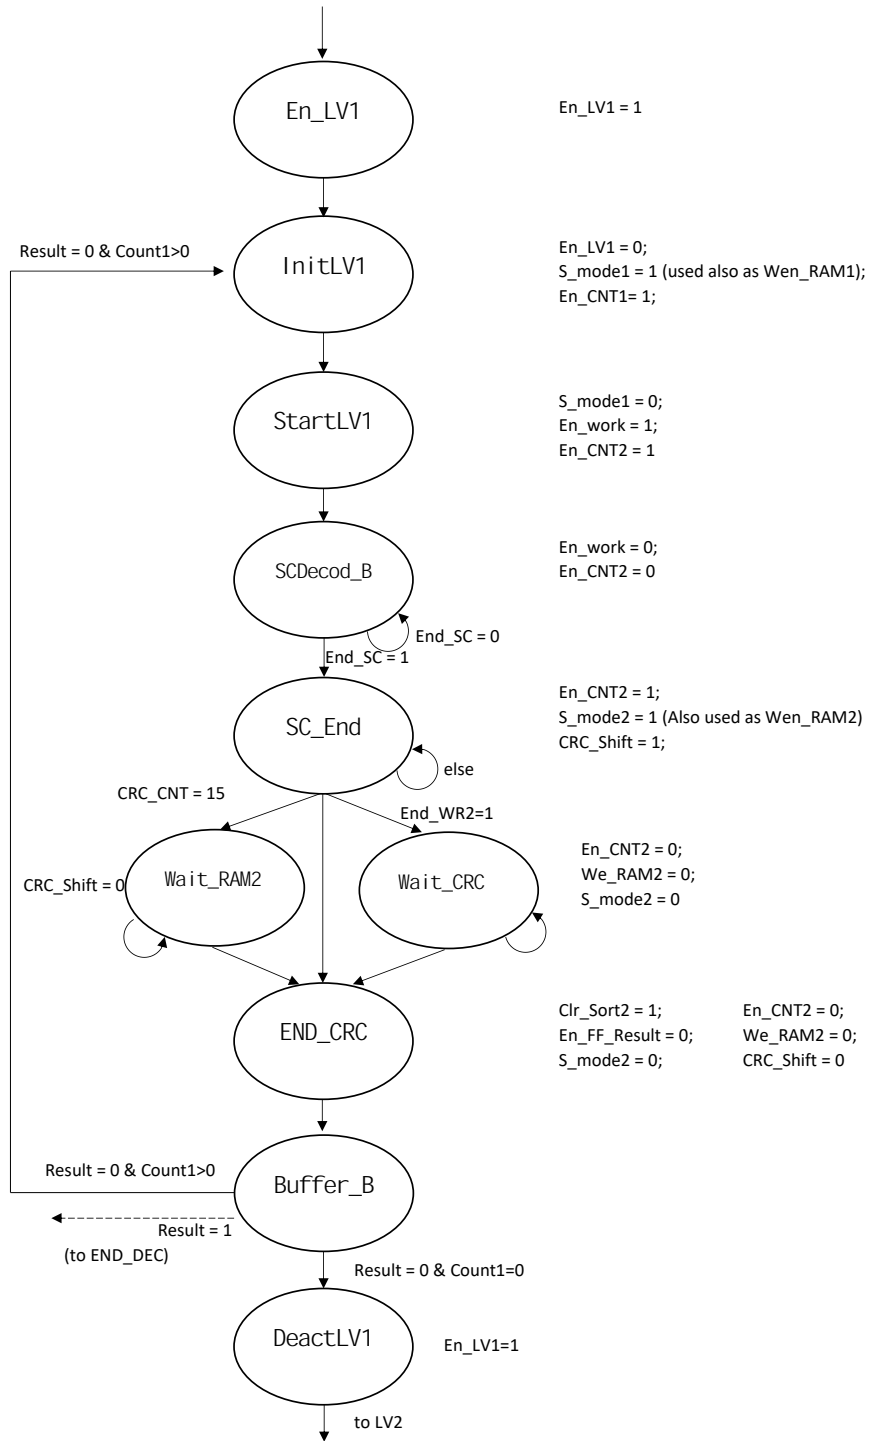 En_LV1
En_LV1 = 1
Result = 0 & Count1>0
InitLV1
En_LV1 = 0;
S_mode1 = 1 (used also as Wen_RAM1);
En_CNT1= 1;
StartLV1
S_mode1 = 0;
En_work = 1;
En_CNT2 = 1
SCDecod_B
En_work = 0;
En_CNT2 = 0
End_SC = 0
End_SC = 1
SC_End
En_CNT2 = 1;
S_mode2 = 1 (Also used as Wen_RAM2)
CRC_Shift = 1;
else
CRC_CNT = 15
End_WR2=1
Wait_RAM2
CRC_Shift = 0
Wait_CRC
En_CNT2 = 0;
We_RAM2 = 0;
S_mode2 = 0
END_CRC
Clr_Sort2 = 1;
En_FF_Result = 0;
S_mode2 = 0;
En_CNT2 = 0;
We_RAM2 = 0;
CRC_Shift = 0
Result = 0 & Count1>0
Buffer_B
Result = 1
(to END_DEC)
Result = 0 & Count1=0
DeactLV1
En_LV1=1
to LV2